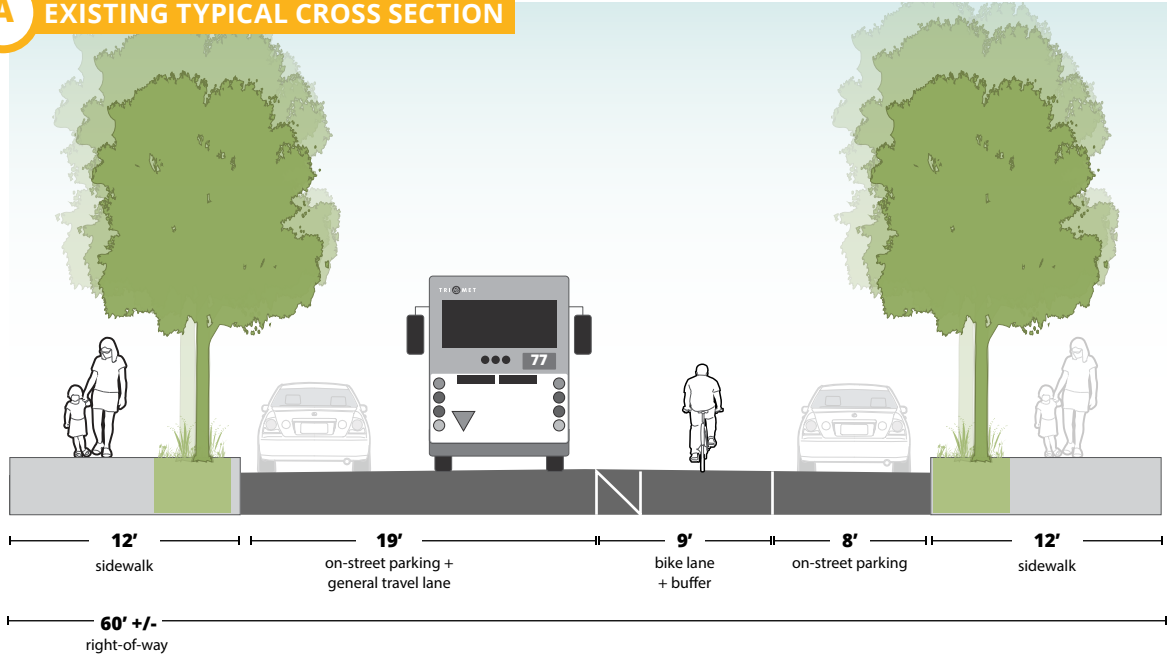 A
EXISTING TYPICAL CROSS SECTION
TRI MET
77
12’
sidewalk
19’
on-street parking +
general travel lane
9’
bike lane
+ buffer
8’
on-street parking
12’
sidewalk
60’ +/-
right-of-way